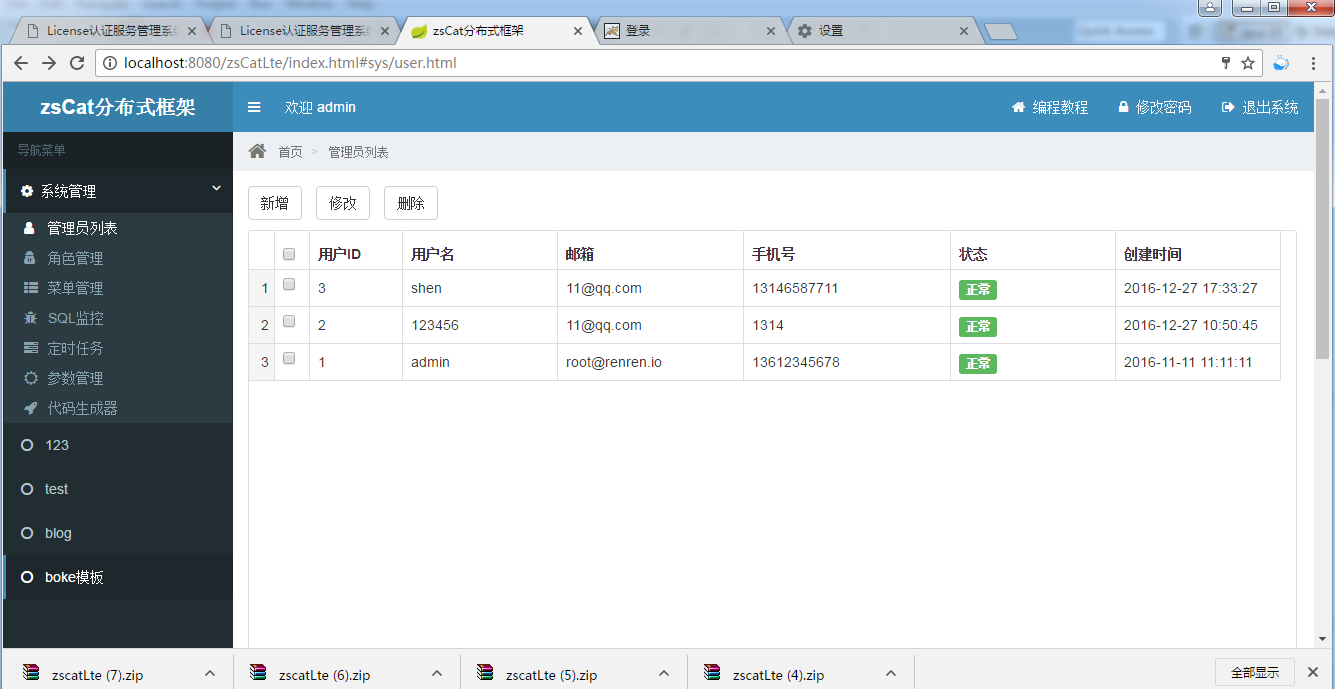 License认证服务管理系统
License认证服务管理系统
zsCat分布式框架
登录
设置
localhost:8080/zsCatLte/index.html#sys/user.html
zsCat分布式框架
欢迎 admin
编程教程
修改密码
退出系统
导航菜单
首页 > 管理员列表
系统管理
管理员列表
角色管理
菜单管理
SQL监控
定时任务
参数管理
代码生成器
123
test
blog
boke模板
新增 修改 删除
用户ID 用户名 邮箱 手机号 状态 创建时间
1 3 shen 11@qq.com 13146587711 正常 2016-12-27 17:33:27
2 2 123456 11@qq.com 1314 正常 2016-12-27 10:50:45
3 1 admin root@renren.io 13612345678 正常 2016-11-11 11:11:11
zscatLte (7).zip
zscatLte (6).zip
zscatLte (5).zip
zscatLte (4).zip
全部显示